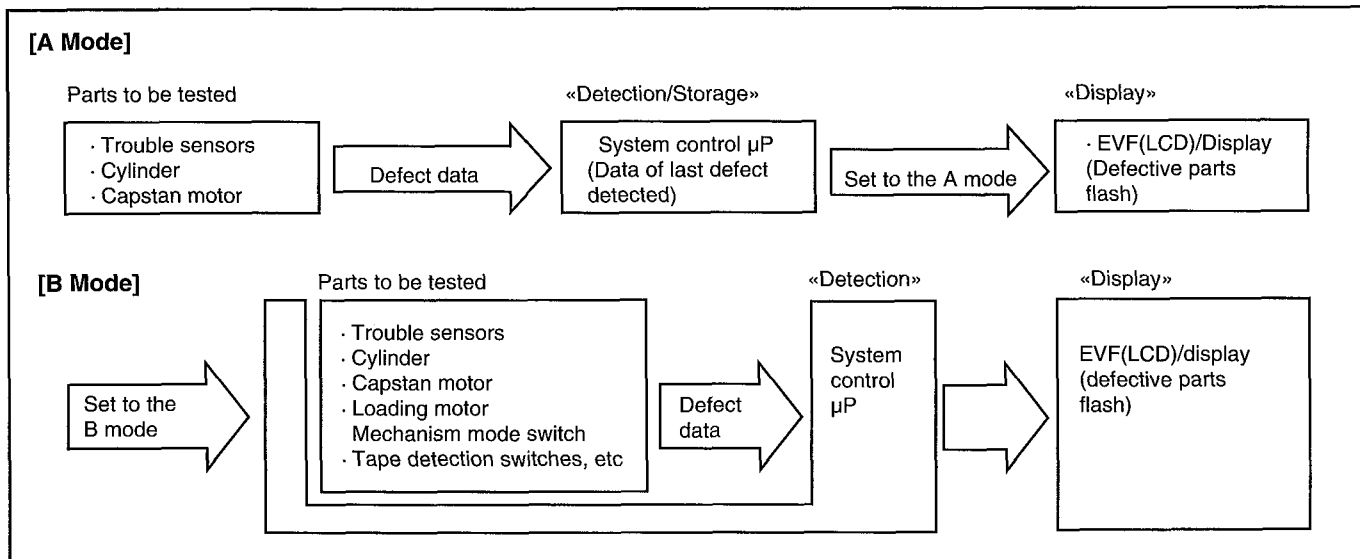 [A Mode]
Parts to be tested
· Trouble sensors
· Cylinder
· Capstan motor
Defect data
«Detection/Storage»
System control µP
(Data of last defect
detected)
Set to the A mode
«Display»
· EVF(LCD)/Display
(Defective parts
flash)
[B Mode]
Set to the
B mode
Parts to be tested
· Trouble sensors
· Cylinder
· Capstan motor
· Loading motor
Mechanism mode switch
· Tape detection switches, etc
Defect
data
«Detection»
System
control
µP
«Display»
EVF(LCD)/display
(defective parts
flash)